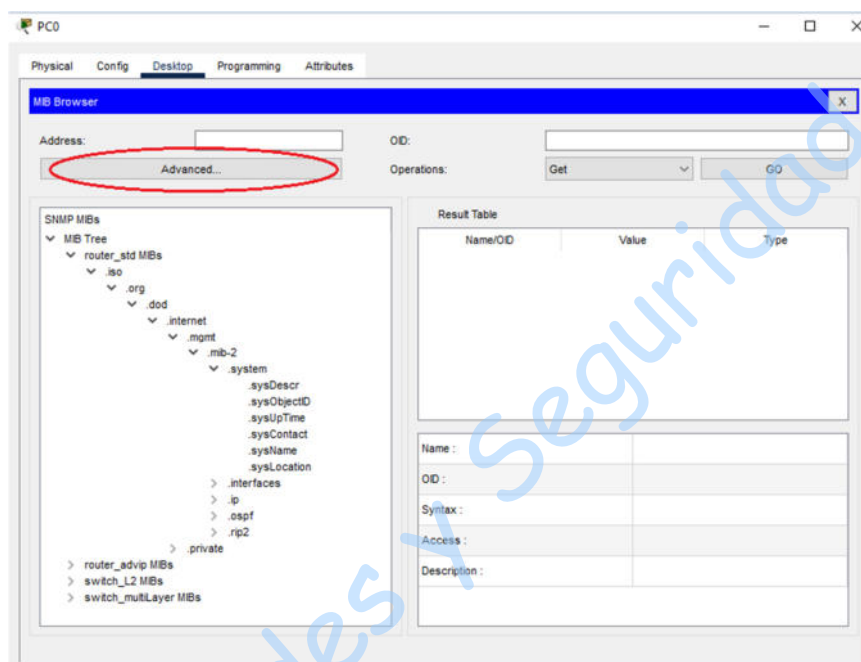 PC0
Physical Config Desktop Programming Attributes
MIB Browser X
Address: OID:
Advanced... Operations: Get GO
SNMP MIBs
MIB Tree
router_std MIBs
.iso
.org
.dod
.internet
.mgmt
.mib-2
.system
.sysDescr
.sysObjectID
.sysUpTime
.sysContact
.sysName
.sysLocation
.interfaces
.ip
.ospf
.rip2
.private
router_advip MIBs
switch_L2 MIBs
switch_multiLayer MIBs
Result Table
Name/OID Value Type
Name :
OID :
Syntax :
Access :
Description :
des y Seguridad